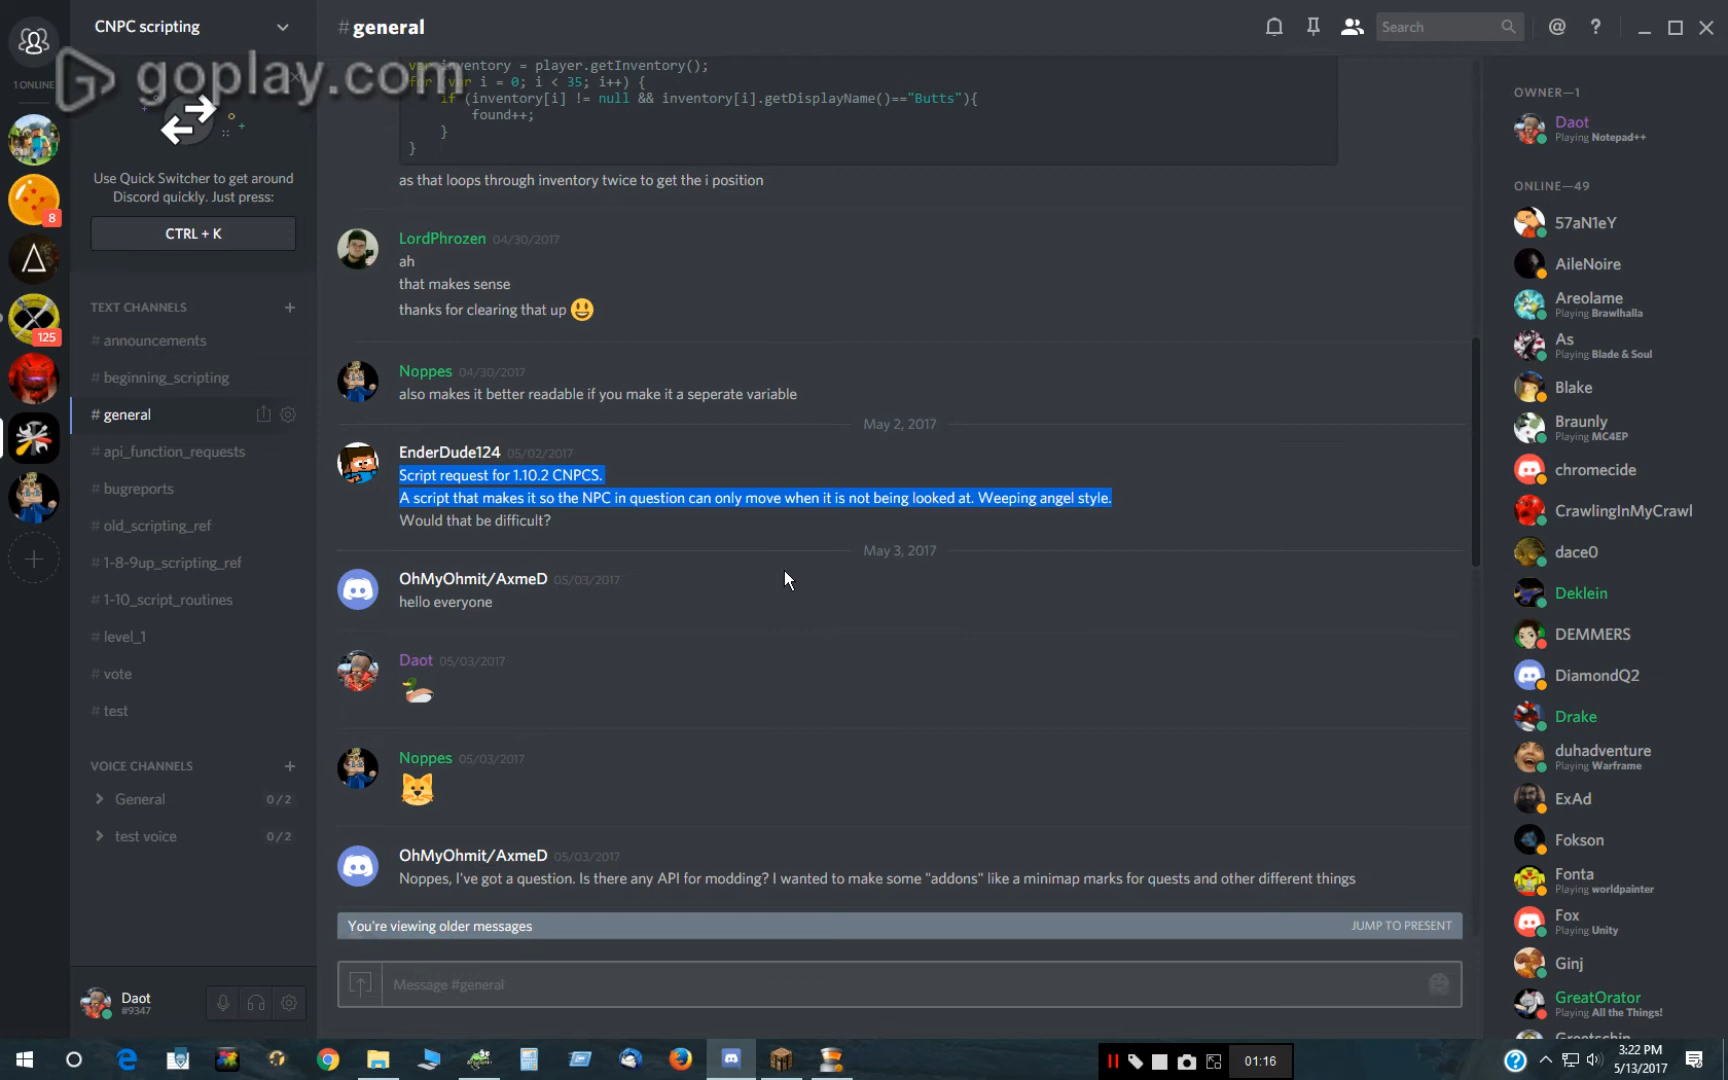 CNPC scripting
#general
Search
goplay.com
1 ONLINE
Use Quick Switcher to get around
Discord quickly. Just press:
CTRL + K
8
125
TEXT CHANNELS
# announcements
# beginning_scripting
# general
# api_function_requests
# bugreports
# old_scripting_ref
# 1-8-9up_scripting_ref
# 1-10_script_routines
# level_1
# vote
# test
VOICE CHANNELS
General 0/2
test voice 0/2
Daot
#9347
var inventory = player.getInventory();
for (var i = 0; i < 35; i++) {
if (inventory[i] != null && inventory[i].getDisplayName()=="Butts"){
found++;
}
}
as that loops through inventory twice to get the i position
LordPhrozen 04/30/2017
ah
that makes sense
thanks for clearing that up
Noppes 04/30/2017
also makes it better readable if you make it a seperate variable
May 2, 2017
EnderDude124 05/02/2017
Script request for 1.10.2 CNPCS.
A script that makes it so the NPC in question can only move when it is not being looked at. Weeping angel style.
Would that be difficult?
May 3, 2017
OhMyOhmit/AxmeD 05/03/2017
hello everyone
Daot 05/03/2017
Noppes 05/03/2017
OhMyOhmit/AxmeD 05/03/2017
Noppes, I've got a question. Is there any API for modding? I wanted to make some "addons" like a minimap marks for quests and other different things
You're viewing older messages
JUMP TO PRESENT
Message #general
OWNER—1
Daot
Playing Notepad++
ONLINE—49
57aN1eY
AileNoire
Areolame
Playing Brawlhalla
As
Playing Blade & Soul
Blake
Braunly
Playing MC4EP
chromecide
CrawlingInMyCrawl
dace0
Deklein
DEMMERS
DiamondQ2
Drake
duhadventure
Playing Warframe
ExAd
Fokson
Fonta
Playing worldpainter
Fox
Playing Unity
Ginj
GreatOrator
Playing All the Things!
01:16
3:22 PM
5/13/2017